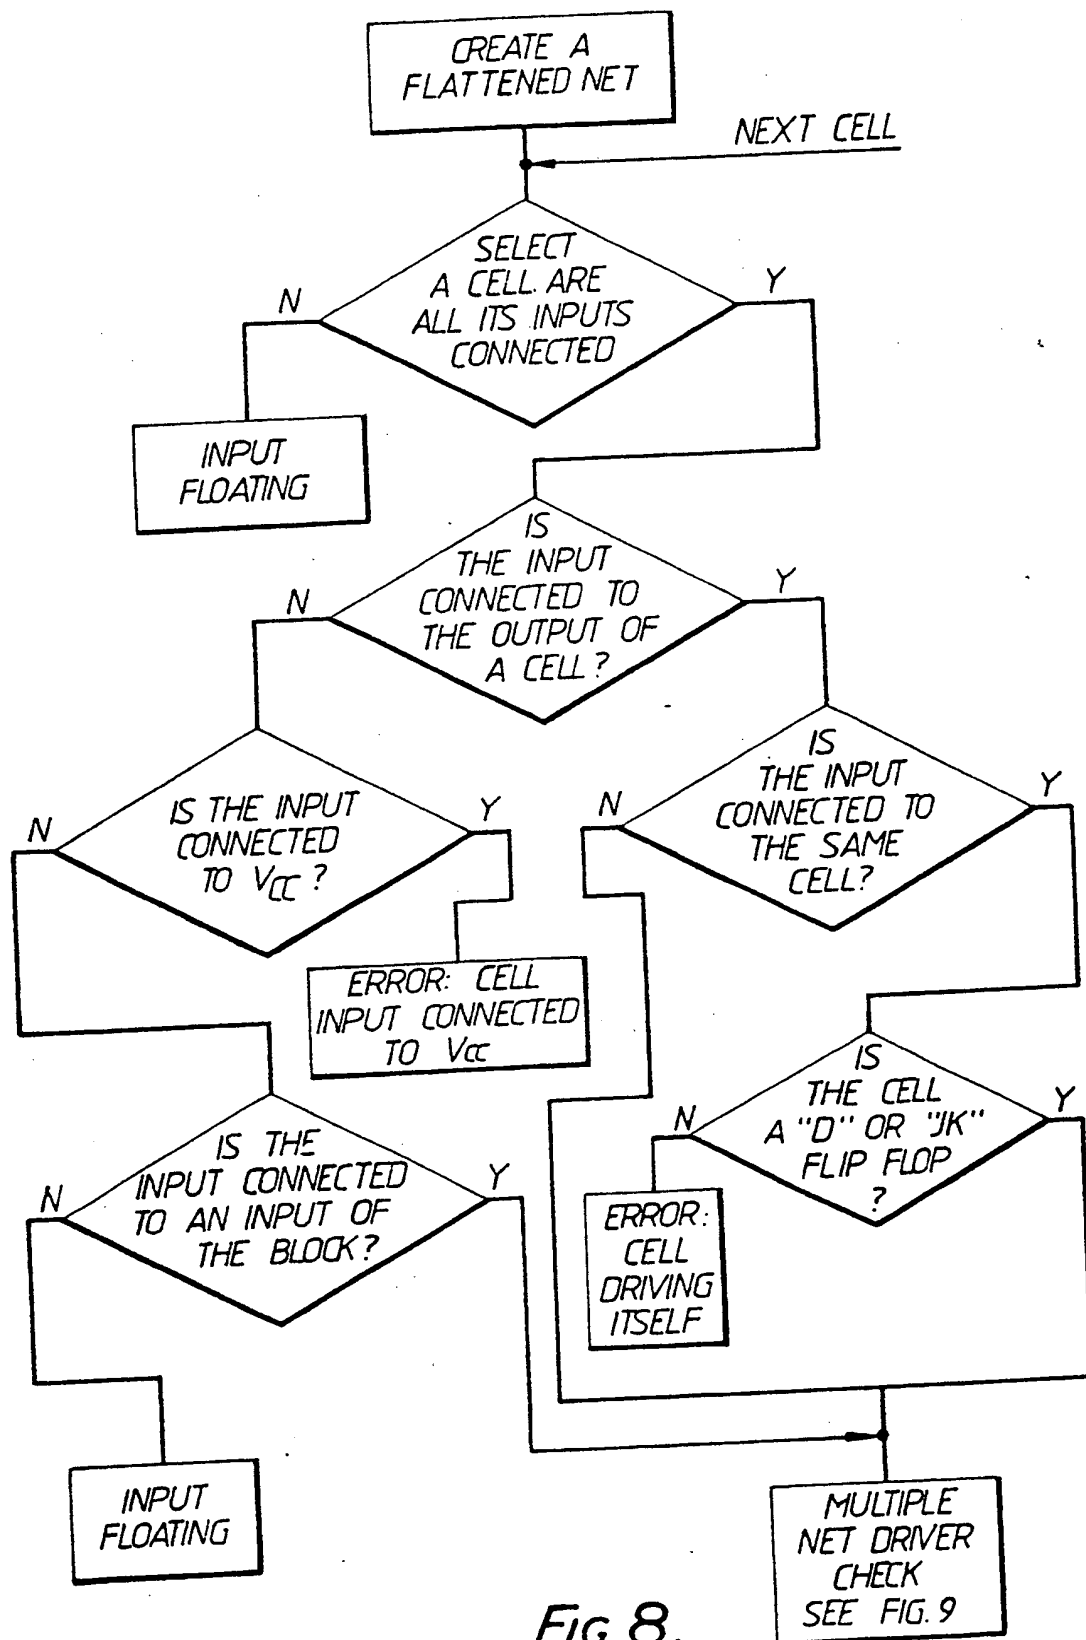 CREATE A
FLATTENED NET
NEXT CELL
SELECT
A CELL. ARE
ALL ITS INPUTS
CONNECTED
N
Y
INPUT
FLOATING
IS
THE INPUT
CONNECTED TO
THE OUTPUT OF
A CELL?
N
Y
IS THE INPUT
CONNECTED
TO VCC?
N
Y
IS
THE INPUT
CONNECTED TO
THE SAME
CELL?
N
Y
ERROR: CELL
INPUT CONNECTED
TO Vcc
IS
THE CELL
A "D" OR "JK"
FLIP FLOP
?
N
Y
IS THE
INPUT CONNECTED
TO AN INPUT OF
THE BLOCK?
N
Y
ERROR:
CELL
DRIVING
ITSELF
INPUT
FLOATING
MULTIPLE
NET DRIVER
CHECK
SEE FIG. 9
FIG. 8.